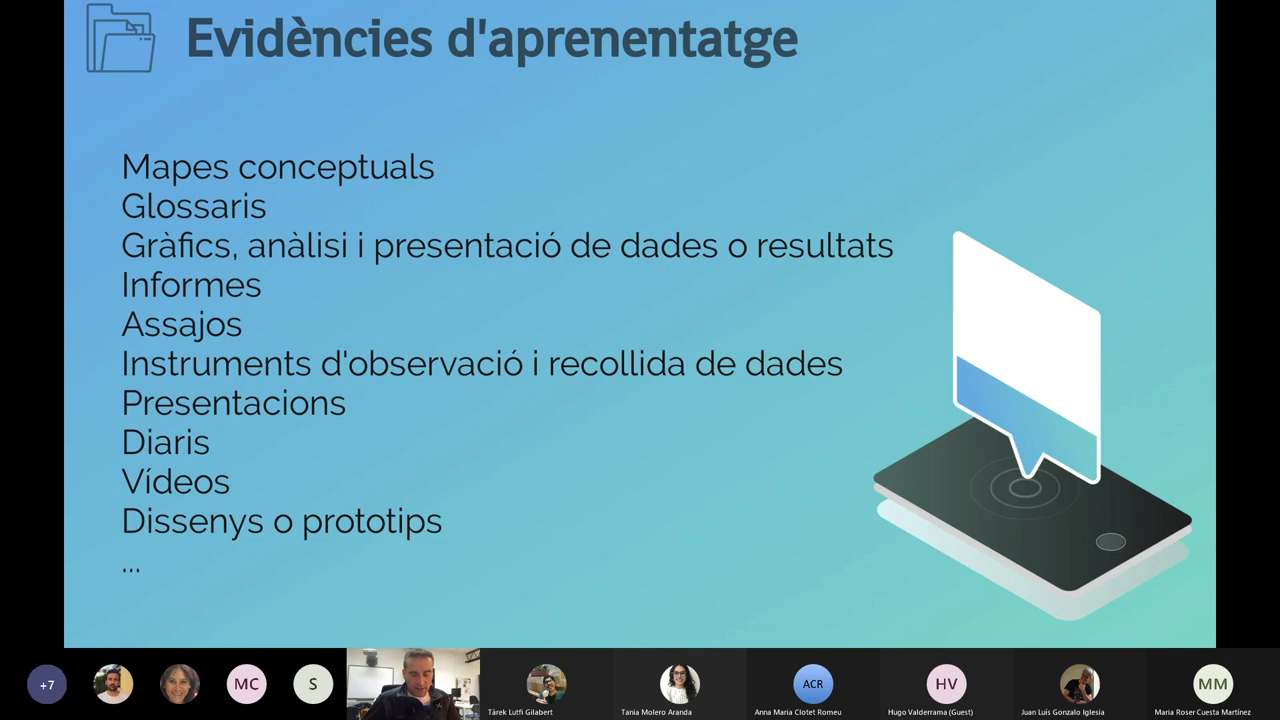 Evidències d'aprenentatge
Mapes conceptuals
Glossaris
Gràfics, anàlisi i presentació de dades o resultats
Informes
Assajos
Instruments d'observació i recollida de dades
Presentacions
Diaris
Vídeos
Dissenys o prototips
...
+7
MC
S
Tàrek Lutfi Gilabert
Tania Molero Aranda
ACR
Anna Maria Clotet Romeu
HV
Hugo Valderrama (Guest)
Juan Luís Gonzalo Iglesia
MM
Maria Roser Cuesta Martínez